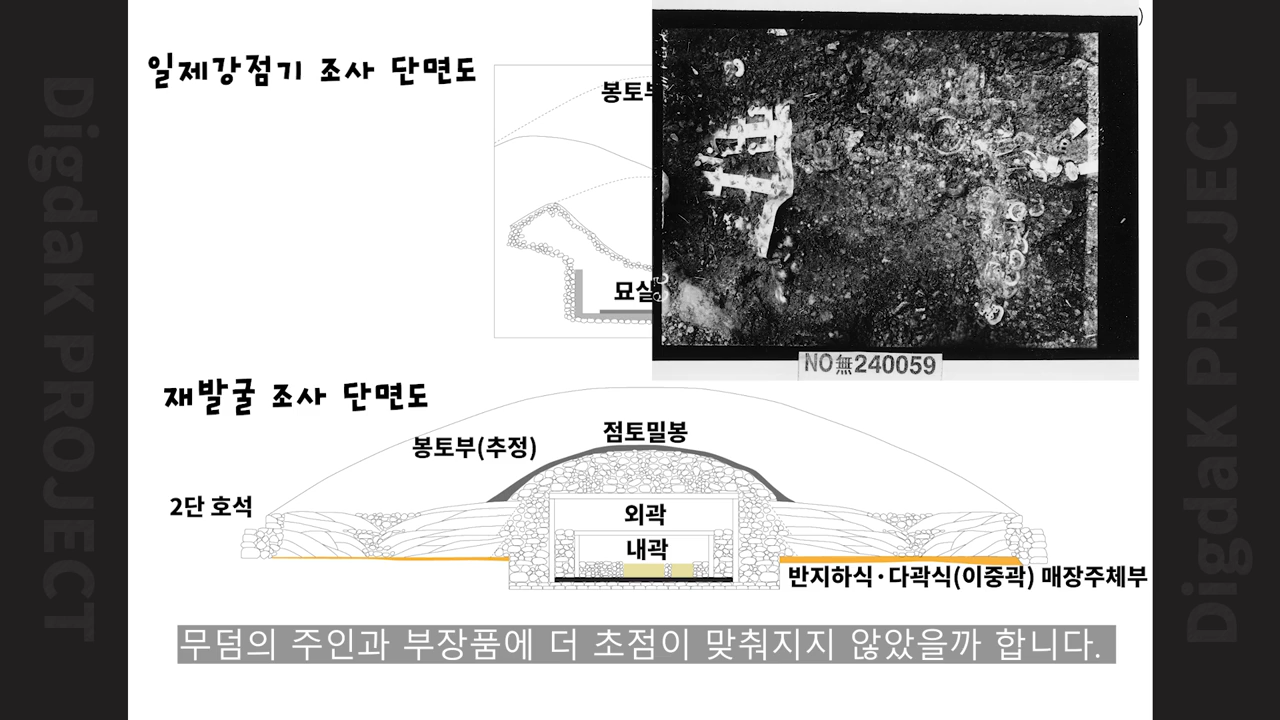 일제강점기 조사 단면도
봉토부
묘실
)
NO無240059
재발굴 조사 단면도
점토밀봉
봉토부(추정)
2단 호석
외곽
내곽
반지하식·다곽식(이중곽) 매장주체부
무덤의 주인과 부장품에 더 초점이 맞춰지지 않았을까 합니다.
DigdaK PROJECT
DigdaK PROJECT